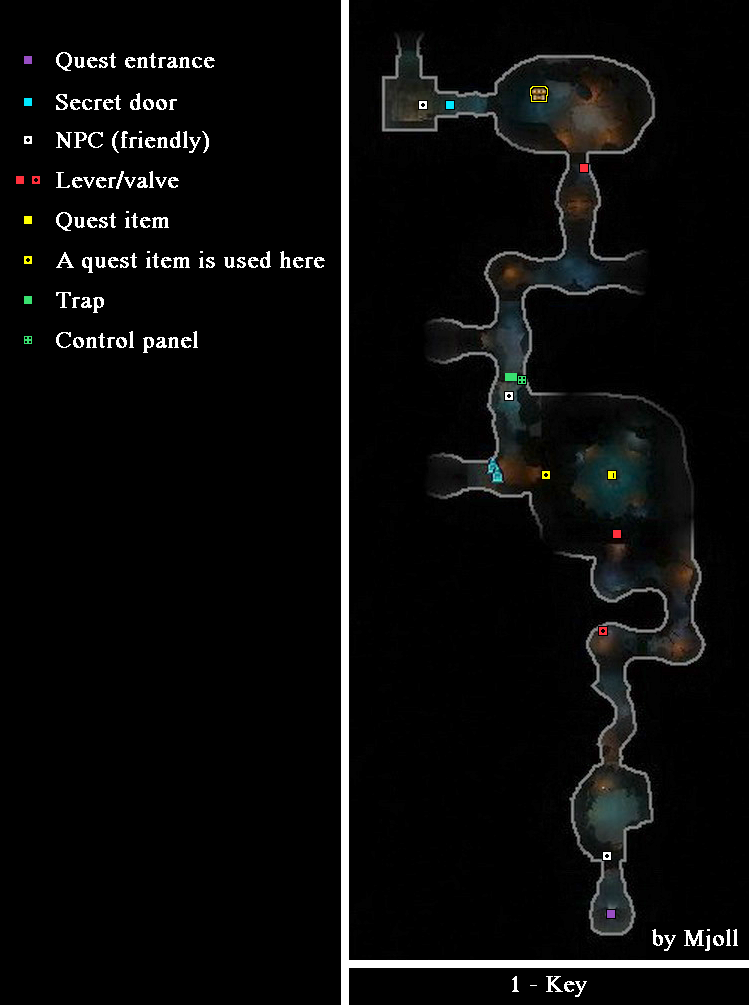 Quest entrance
Secret door
NPC (friendly)
Lever/valve
Quest item
A quest item is used here
Trap
Control panel
by Mjoll
1 - Key